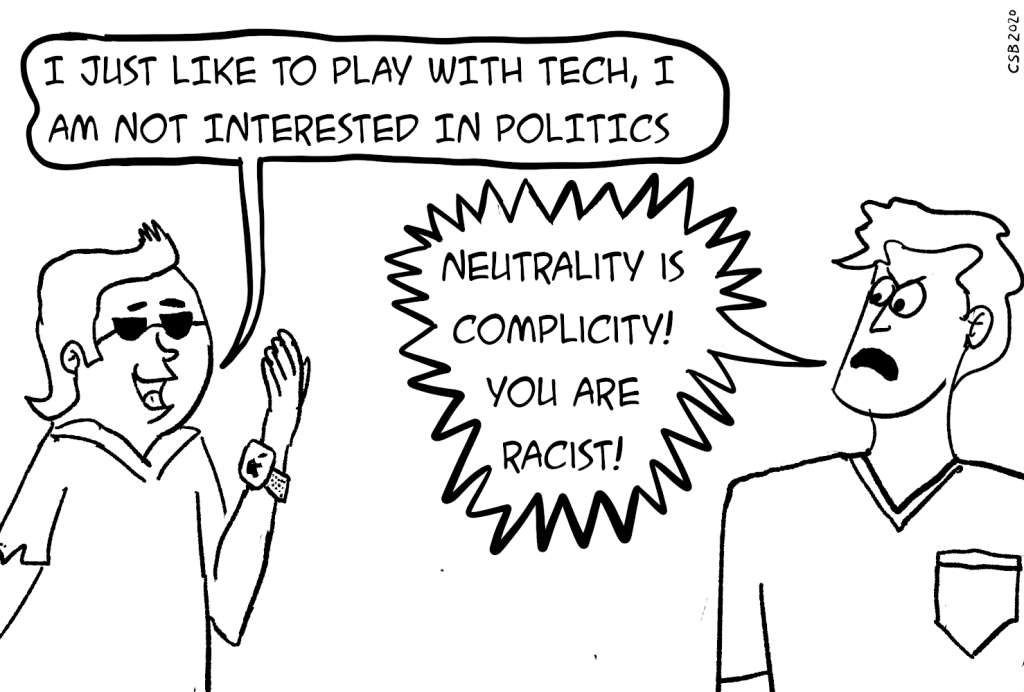 I JUST LIKE TO PLAY WITH TECH, I
AM NOT INTERESTED IN POLITICS
NEUTRALITY IS
COMPLICITY!
YOU ARE
RACIST!
CSB2020